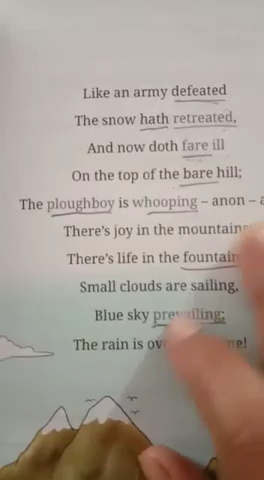 Like an army defeated
The snow hath retreated,
And now doth fare ill
On the top of the bare hill;
The ploughboy is whooping – anon –
There's joy in the mountains
There's life in the fountain
Small clouds are sailing,
Blue sky prevailing;
The rain is